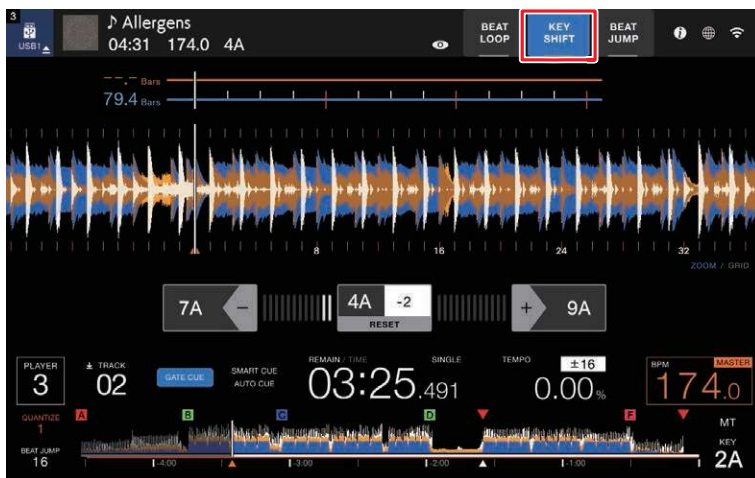 3
USB1
♪ Allergens
04:31 174.0 4A
BEAT LOOP
KEY SHIFT
BEAT JUMP
i
--.- Bars
79.4 Bars
8 16 24 32
ZOOM / GRID
7A - 4A -2 + 9A
RESET
PLAYER
3
TRACK
02
GATE CUE
SMART CUE
AUTO CUE
REMAIN / TIME
SINGLE
03:25.491
TEMPO
±16
0.00%
BPM
MASTER
174.0
QUANTIZE
1
BEAT JUMP
16
A B C D F
-4:00 -3:00 -2:00 -1:00
MT
KEY
2A